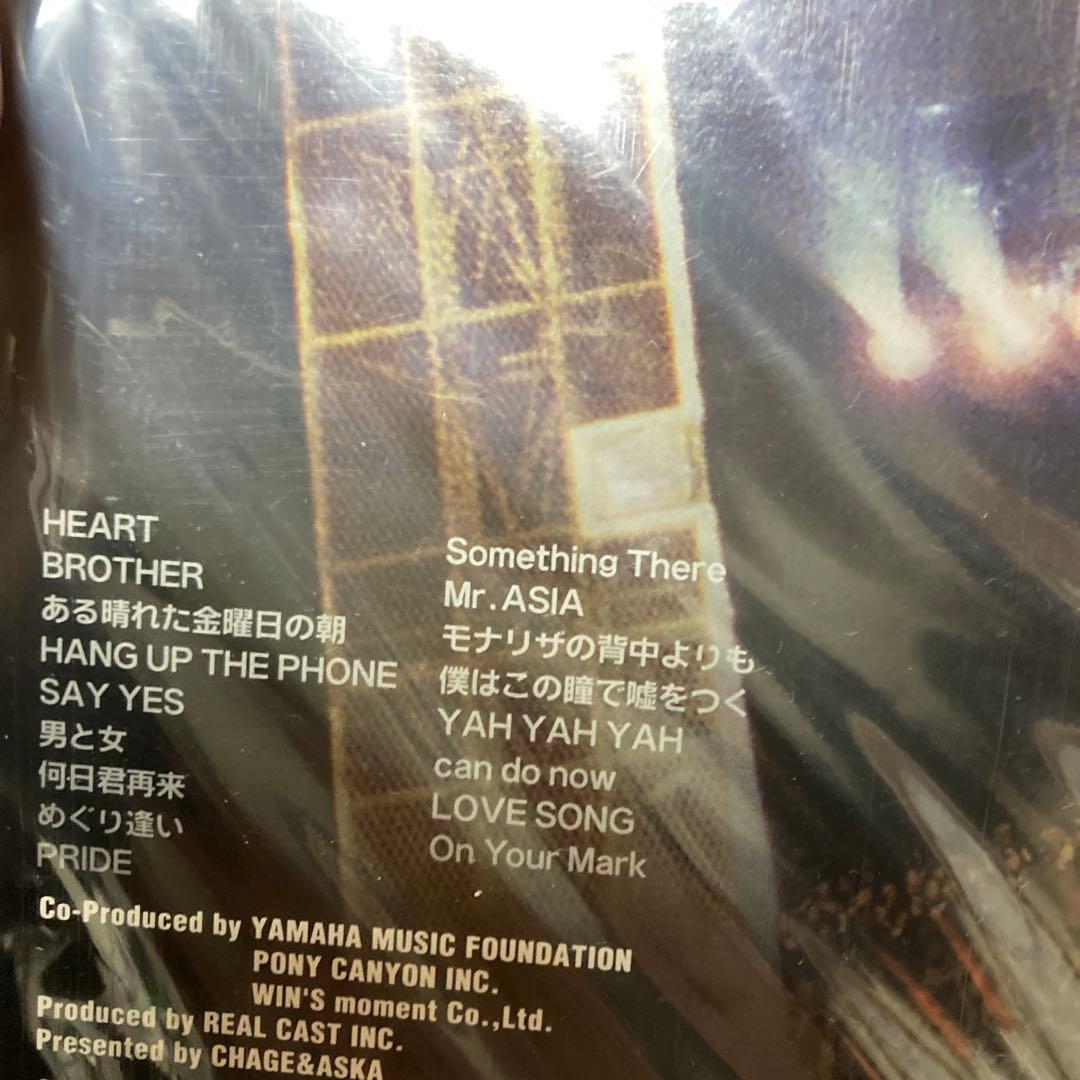 HEART
BROTHER
ある晴れた金曜日の朝
HANG UP THE PHONE
SAY YES
男と女
何日君再来
めぐり逢い
PRIDE
Something There
Mr.ASIA
モナリザの背中よりも
僕はこの瞳で嘘をつく
YAH YAH YAH
can do now
LOVE SONG
On Your Mark
Co-Produced by YAMAHA MUSIC FOUNDATION
PONY CANYON INC.
WIN'S moment Co.,Ltd.
Produced by REAL CAST INC.
Presented by CHAGE&ASKA